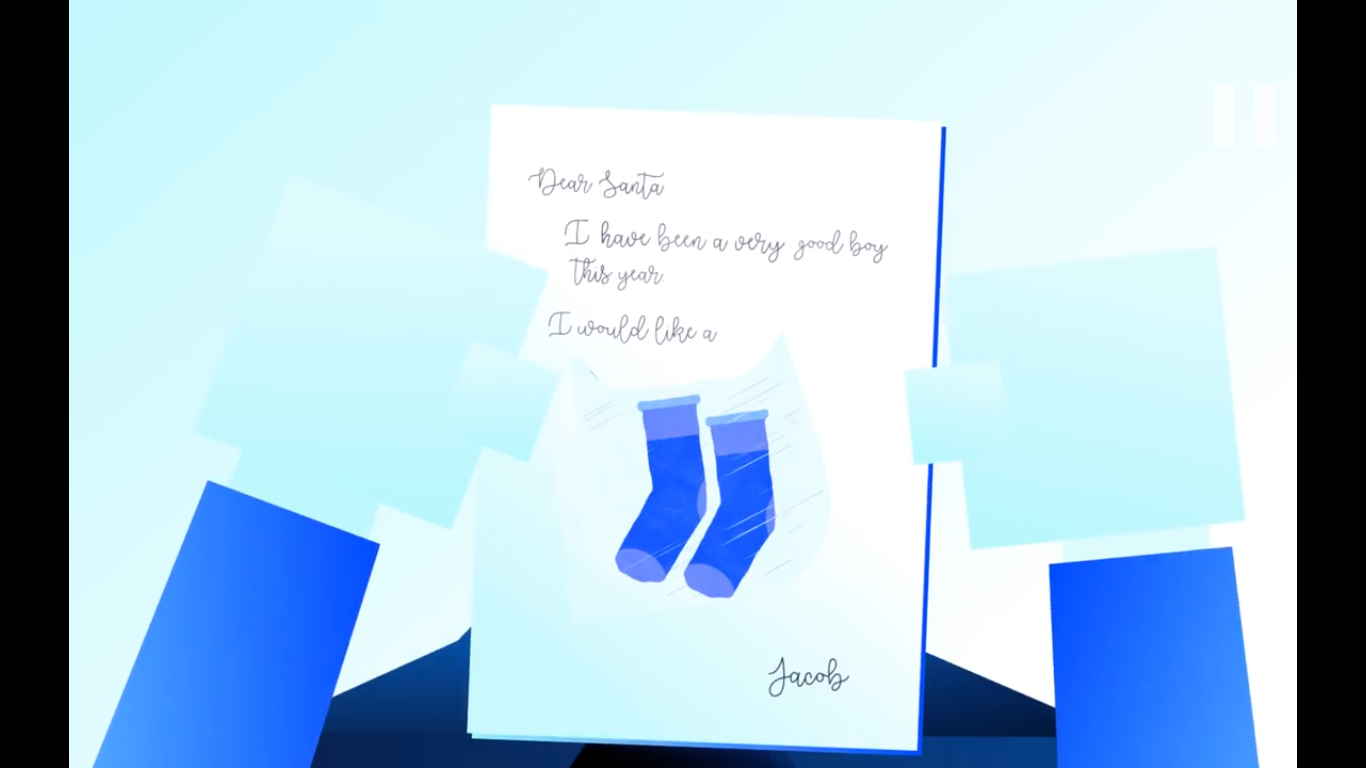 Dear Santa
I have been a very good boy
this year
I would like a
Jacob